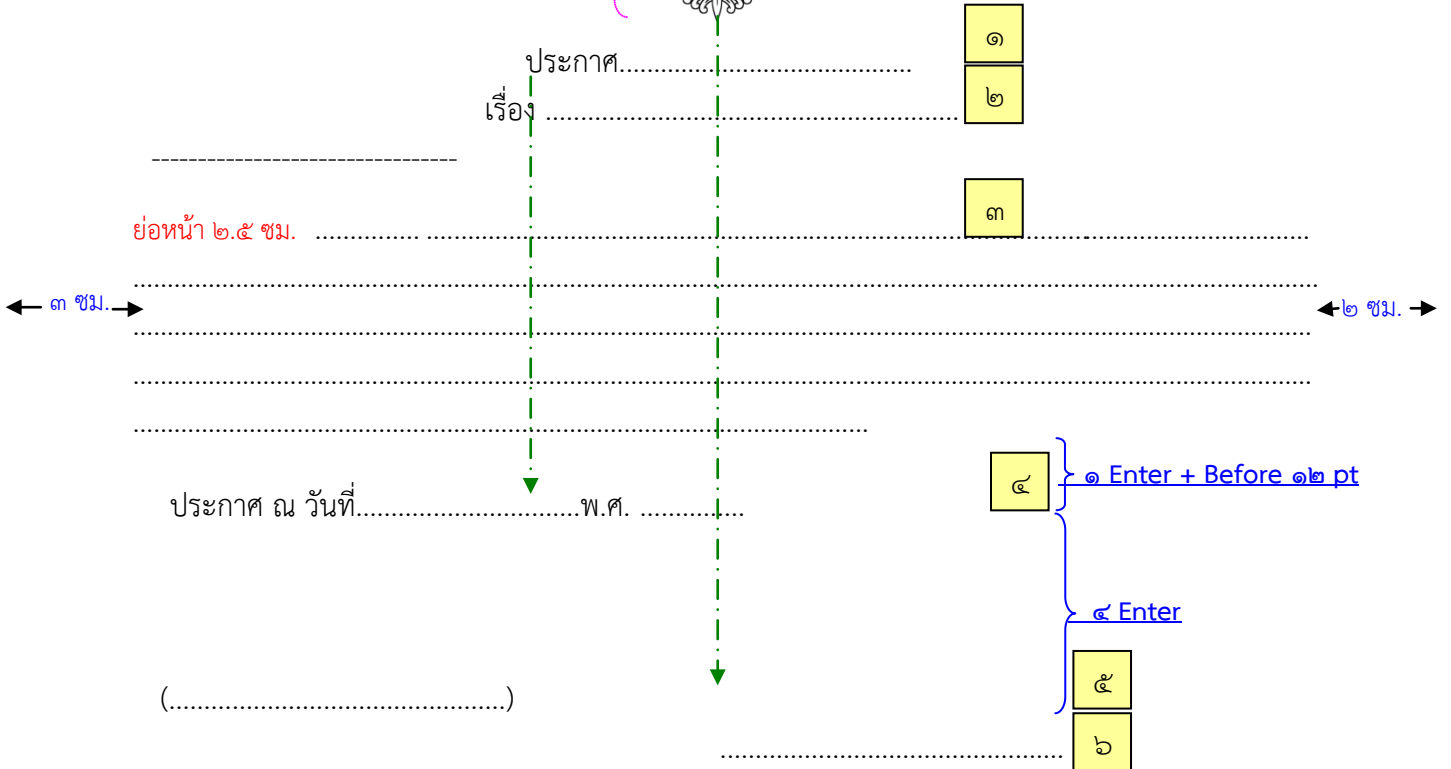 ประกาศ.......................................... ๑
เรื่อง ........................................................... ๒
---------------------------------
ย่อหน้า ๒.๕ ซม. ............... ............................................................................................................................... ๓
.........................................................................................................................................................................
๓ ซม. ๒ ซม.
.........................................................................................................................................................................
.........................................................................................................................................................................
.........................................................................................................
๔ ๑ Enter + Before ๑๒ pt
ประกาศ ณ วันที่................................พ.ศ. ...............
๔ Enter
(................................................) ๕
................................................. ๖